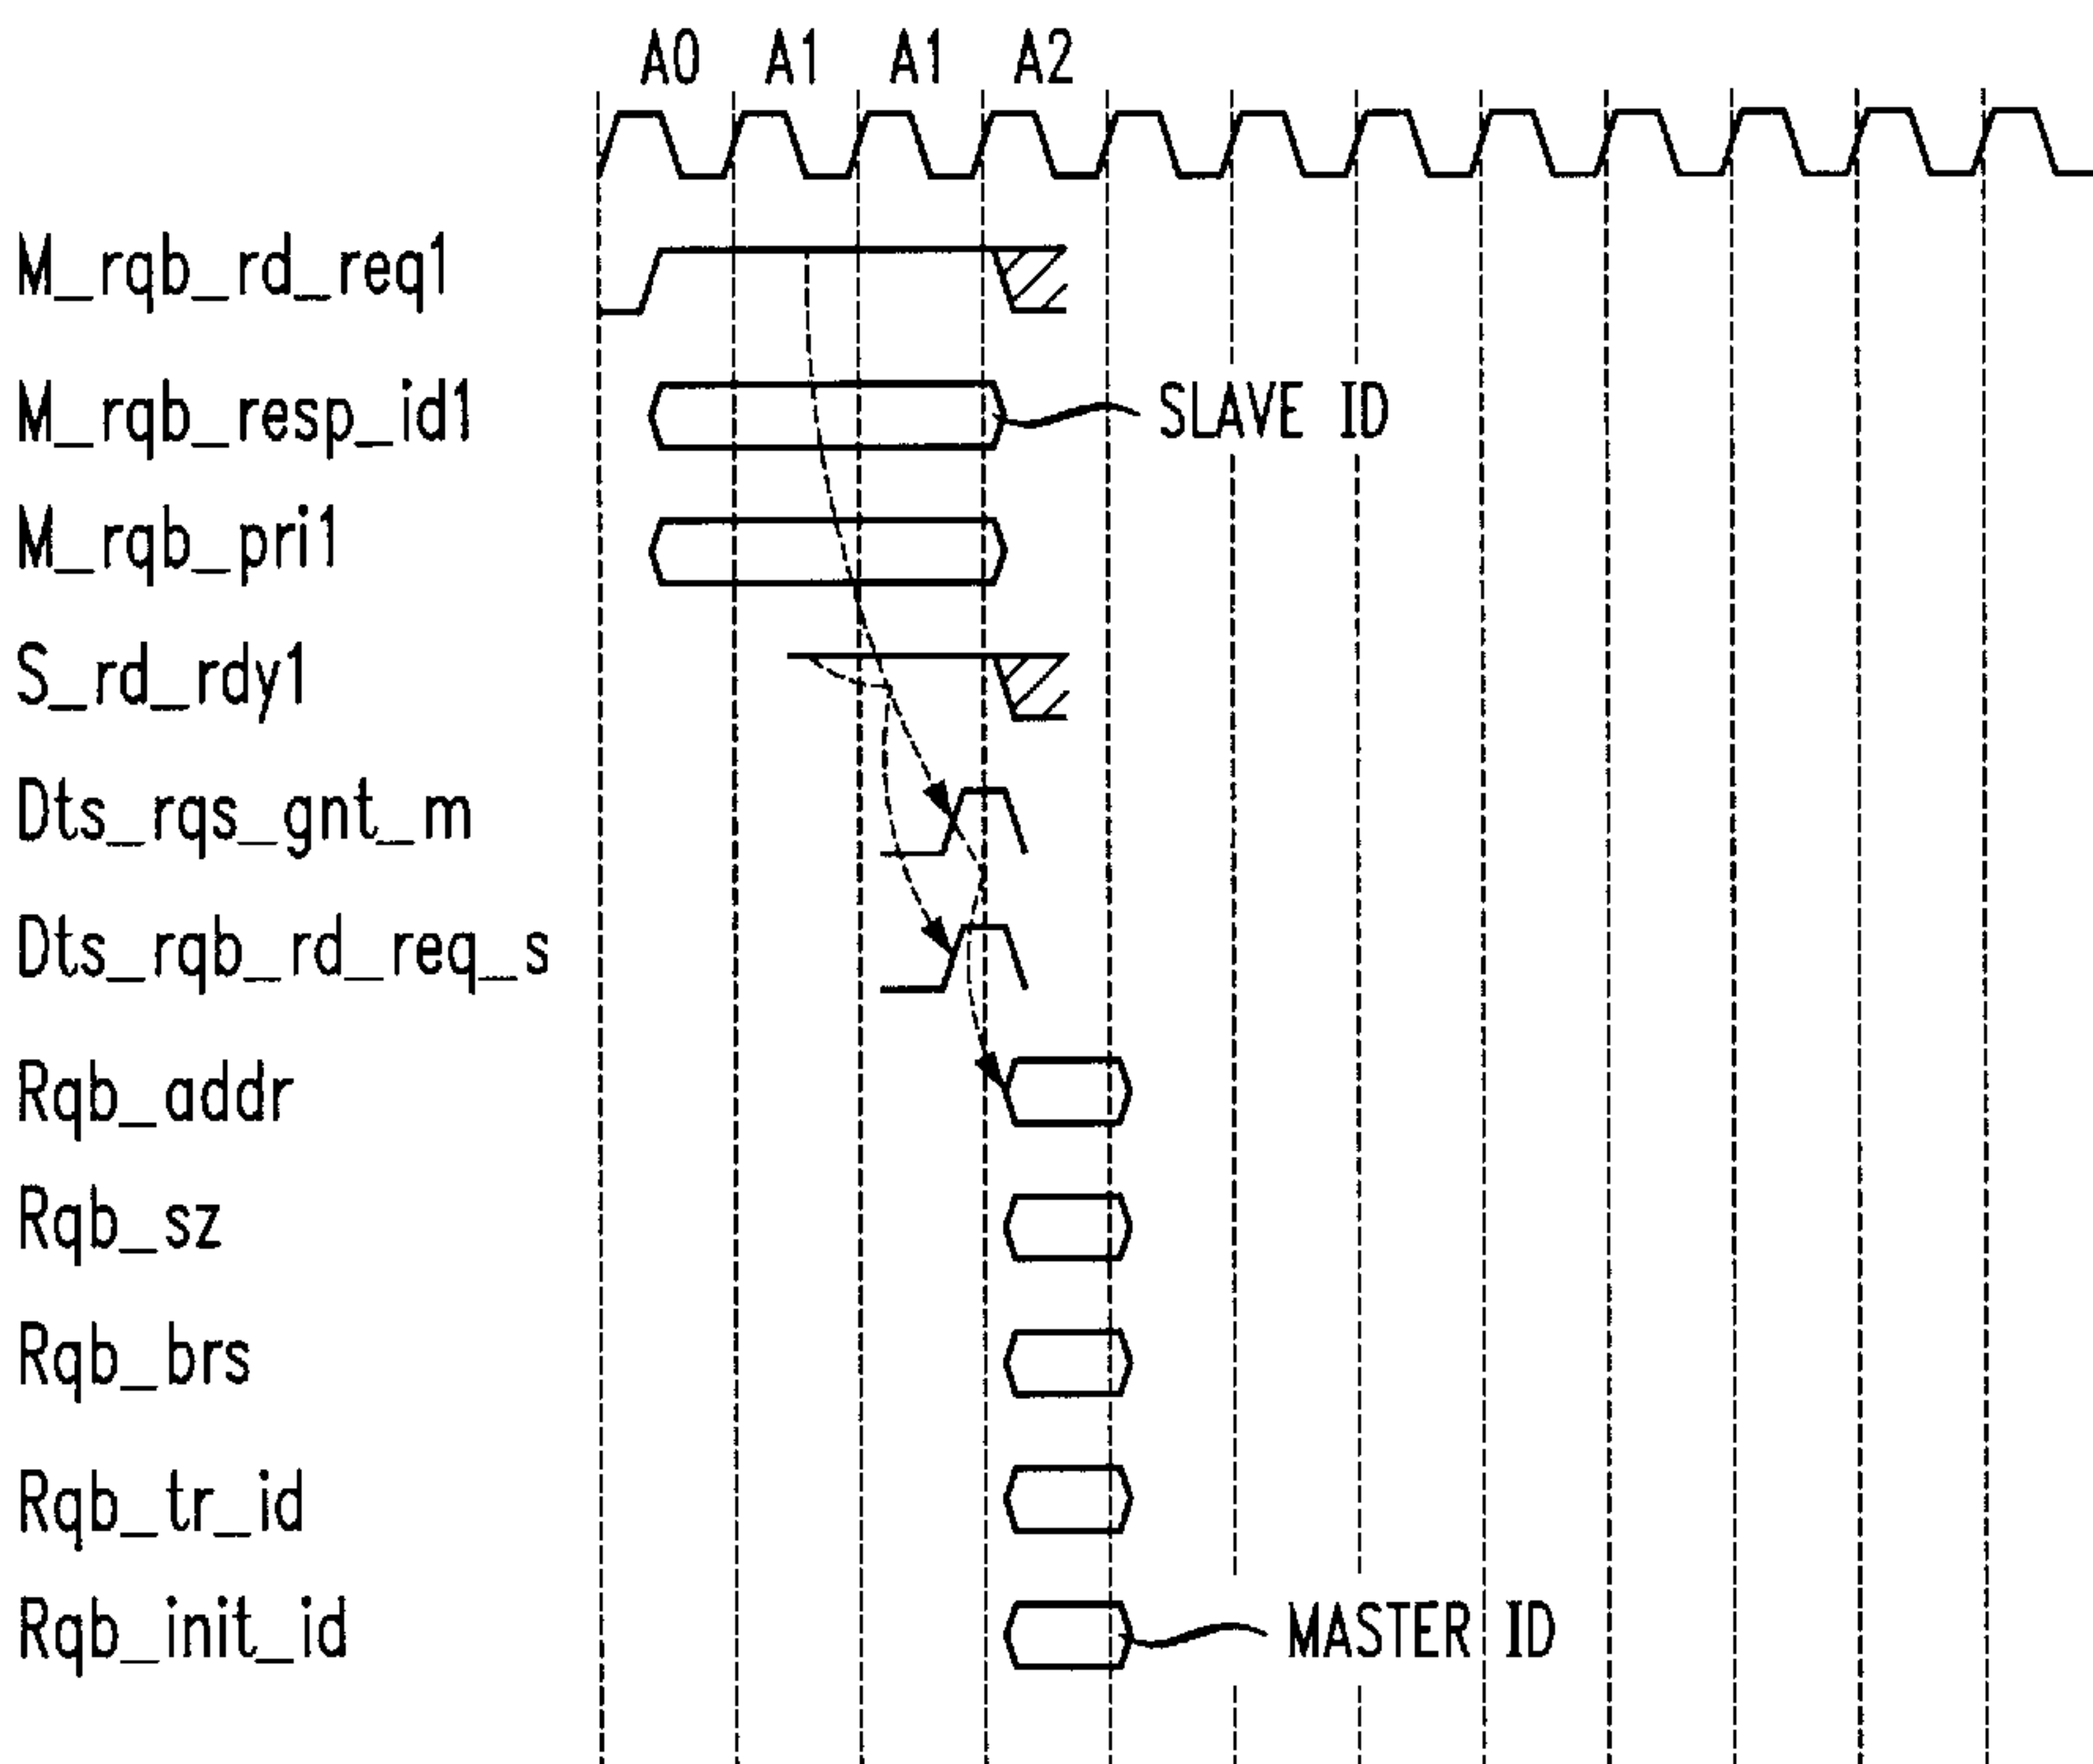 A0 A1 A1 A2
M_rqb_rd_req1
M_rqb_resp_id1 SLAVE ID
M_rqb_pri1
S_rd_rdy1
Dts_rqs_gnt_m
Dts_rqb_rd_req_s
Rqb_addr
Rqb_sz
Rqb_brs
Rqb_tr_id
Rqb_init_id MASTER ID